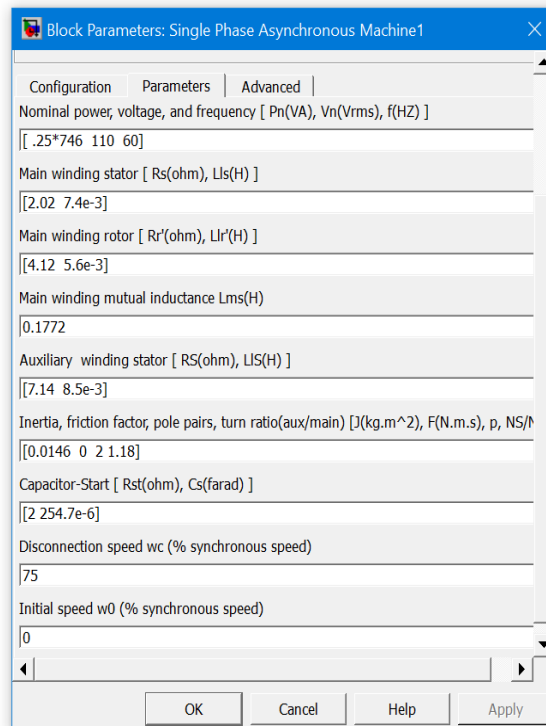 Block Parameters: Single Phase Asynchronous Machine1
Configuration Parameters Advanced
Nominal power, voltage, and frequency [ Pn(VA), Vn(Vrms), f(HZ) ]
[ .25*746 110 60]
Main winding stator [ Rs(ohm), Lls(H) ]
[2.02 7.4e-3]
Main winding rotor [ Rr'(ohm), Llr'(H) ]
[4.12 5.6e-3]
Main winding mutual inductance Lms(H)
0.1772
Auxiliary winding stator [ RS(ohm), LlS(H) ]
[7.14 8.5e-3]
Inertia, friction factor, pole pairs, turn ratio(aux/main) [J(kg.m^2), F(N.m.s), p, NS/N
[0.0146 0 2 1.18]
Capacitor-Start [ Rst(ohm), Cs(farad) ]
[2 254.7e-6]
Disconnection speed wc (% synchronous speed)
75
Initial speed w0 (% synchronous speed)
0
OK Cancel Help Apply